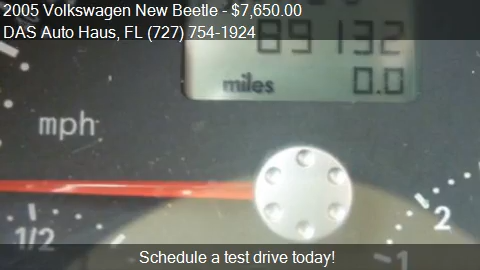 2005 Volkswagen New Beetle - $7,650.00
DAS Auto Haus, FL (727) 754-1924
89132
miles 0.0
mph
1/2
2
1
Schedule a test drive today!